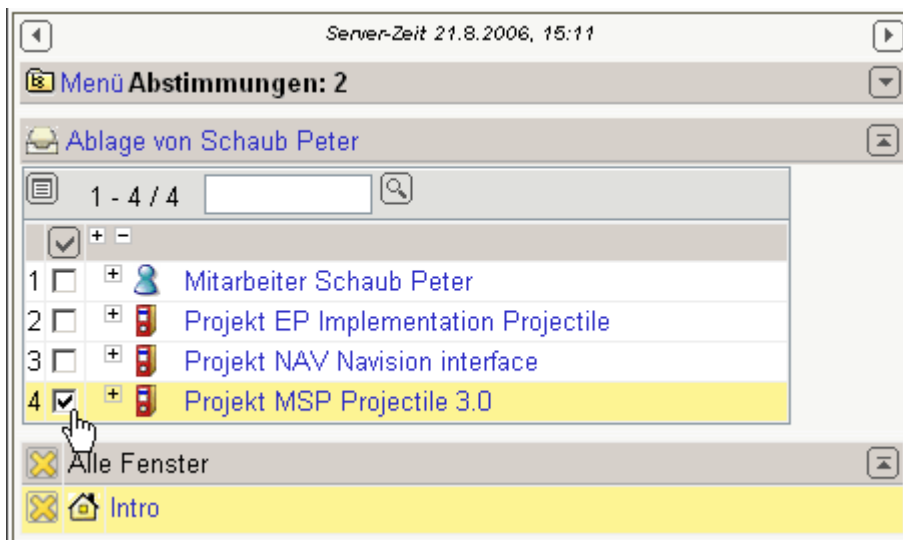 Server-Zeit 21.8.2006, 15:11
Menü Abstimmungen: 2
Ablage von Schaub Peter
1 - 4 / 4
1 Mitarbeiter Schaub Peter
2 Projekt EP Implementation Projectile
3 Projekt NAV Navision interface
4 Projekt MSP Projectile 3.0
Alle Fenster
Intro